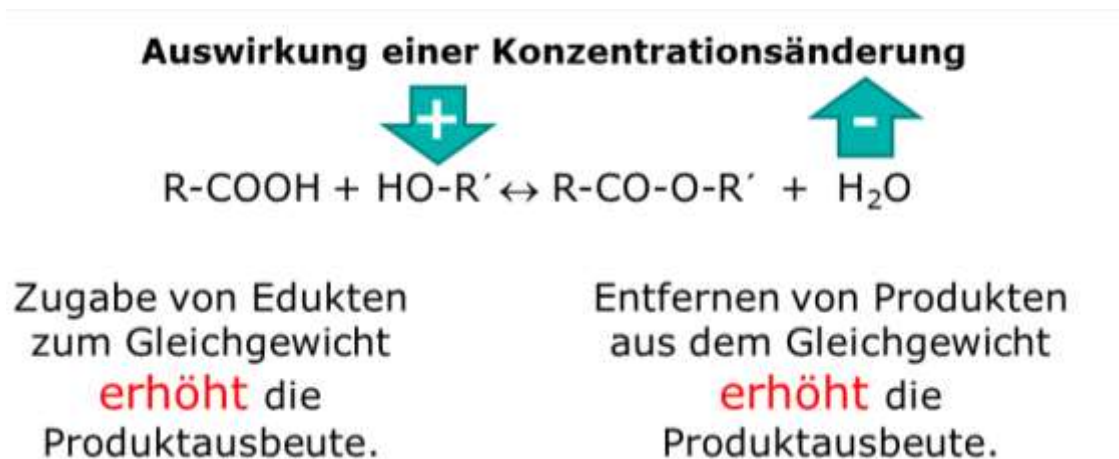 Auswirkung einer Konzentrationsänderung
+ -
R-COOH + HO-R´ ↔ R-CO-O-R´ + H₂O
Zugabe von Edukten
zum Gleichgewicht
erhöht die
Produktausbeute.
Entfernen von Produkten
aus dem Gleichgewicht
erhöht die
Produktausbeute.